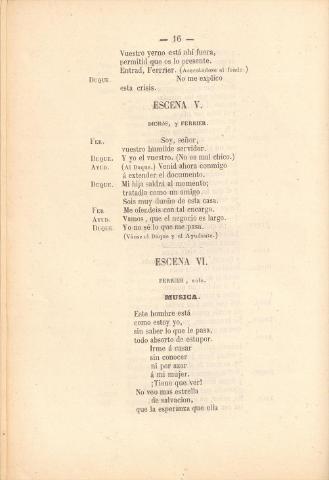 — 16 —
Vuestro yerno está ahí fuera,
permitid que os lo presente.
Entrad, Ferrier. (Acercándose al fondo.)
DUQUE. No me explico
esta crisis.
ESCENA V.
DICHOS, y FERRIER.
FER. Soy, señor,
vuestro humilde servidor.
DUQUE. Y yo el vuestro. (No es mal chico.)
AYUD. (Al Duque.) Venid ahora conmigo
á extender el documento.
DUQUE. Mi hija saldrá al momento;
tratadla como un amigo.
Sois muy dueño de esta casa.
FER Me ofendeis con tal encargo.
AYUD. Vamos, que el negocio es largo.
DUQUE. Yo no sé lo que me pasa.
(Vánse el Duque y el Ayudante.)
ESCENA VI.
FERRIER, solo.
MUSICA.
Este hombre está
como estoy yo,
sin saber lo que le pasa,
todo absorto de estupor.
Irme á casar
sin conocer
ni por azar
á mi mujer.
¡Tiene que ver!
No veo mas estrella
de salvacion,
que la esperanza que ella